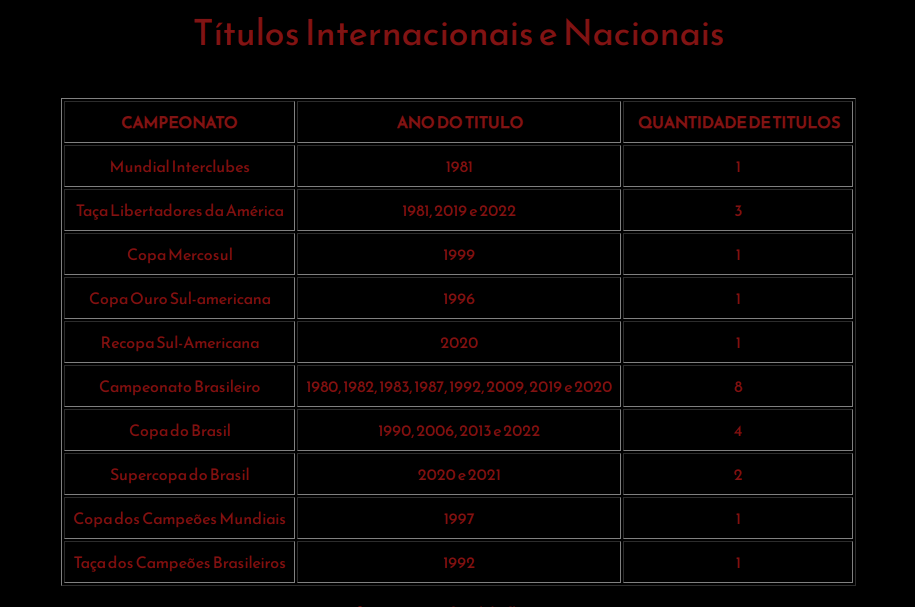 Títulos Internacionais e Nacionais
CAMPEONATO ANO DO TITULO QUANTIDADE DE TITULOS
Mundial Interclubes 1981 1
Taça Libertadores da América 1981, 2019 e 2022 3
Copa Mercosul 1999 1
Copa Ouro Sul-americana 1996 1
Recopa Sul-Americana 2020 1
Campeonato Brasileiro 1980, 1982, 1983, 1987, 1992, 2009, 2019 e 2020 8
Copa do Brasil 1990, 2006, 2013 e 2022 4
Supercopa do Brasil 2020 e 2021 2
Copa dos Campeões Mundiais 1997 1
Taça dos Campeões Brasileiros 1992 1